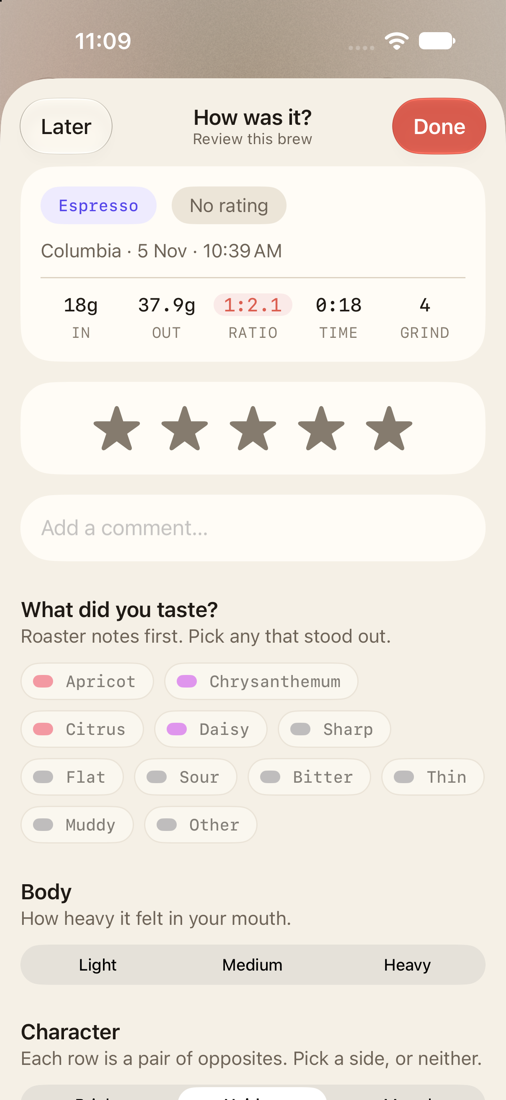 11:09
Later
How was it?
Review this brew
Done
Espresso
No rating
Columbia · 5 Nov · 10:39 AM
18g 37.9g 1:2.1 0:18 4
IN OUT RATIO TIME GRIND
Add a comment...
What did you taste?
Roaster notes first. Pick any that stood out.
Apricot Chrysanthemum
Citrus Daisy Sharp
Flat Sour Bitter Thin
Muddy Other
Body
How heavy it felt in your mouth.
Light Medium Heavy
Character
Each row is a pair of opposites. Pick a side, or neither.